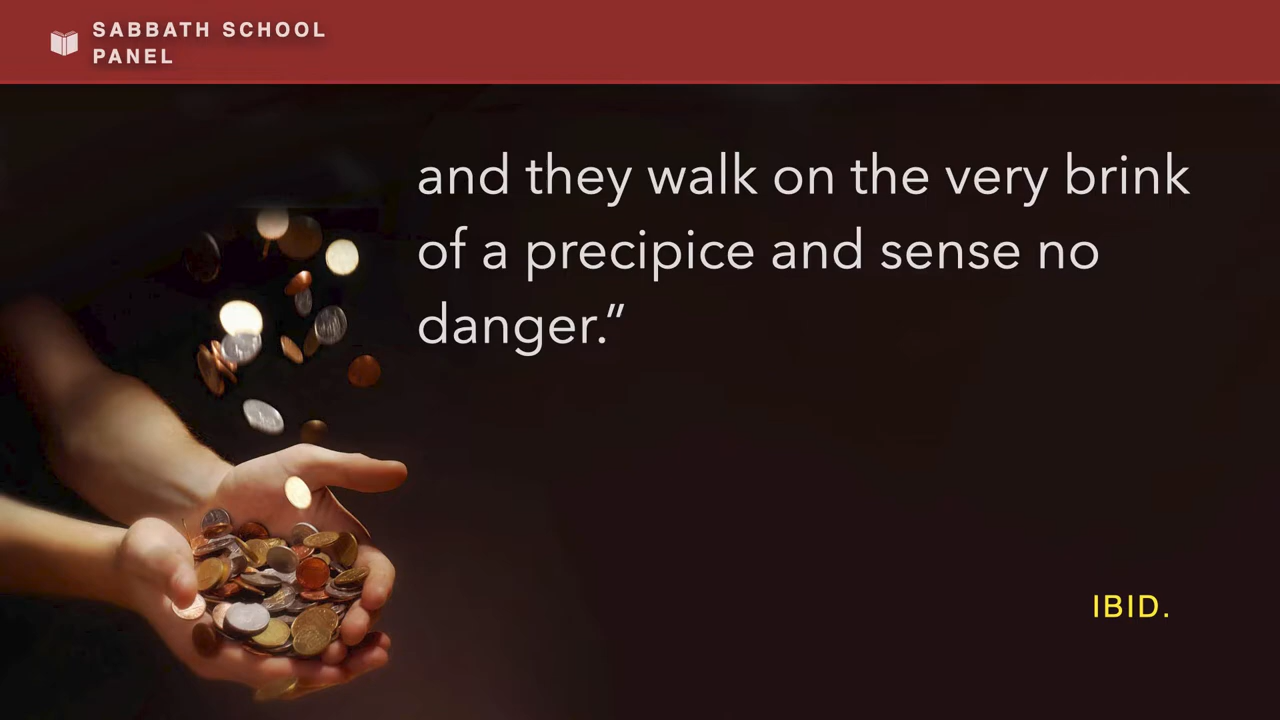 SABBATH SCHOOL
PANEL
and they walk on the very brink
of a precipice and sense no
danger.”
IBID.